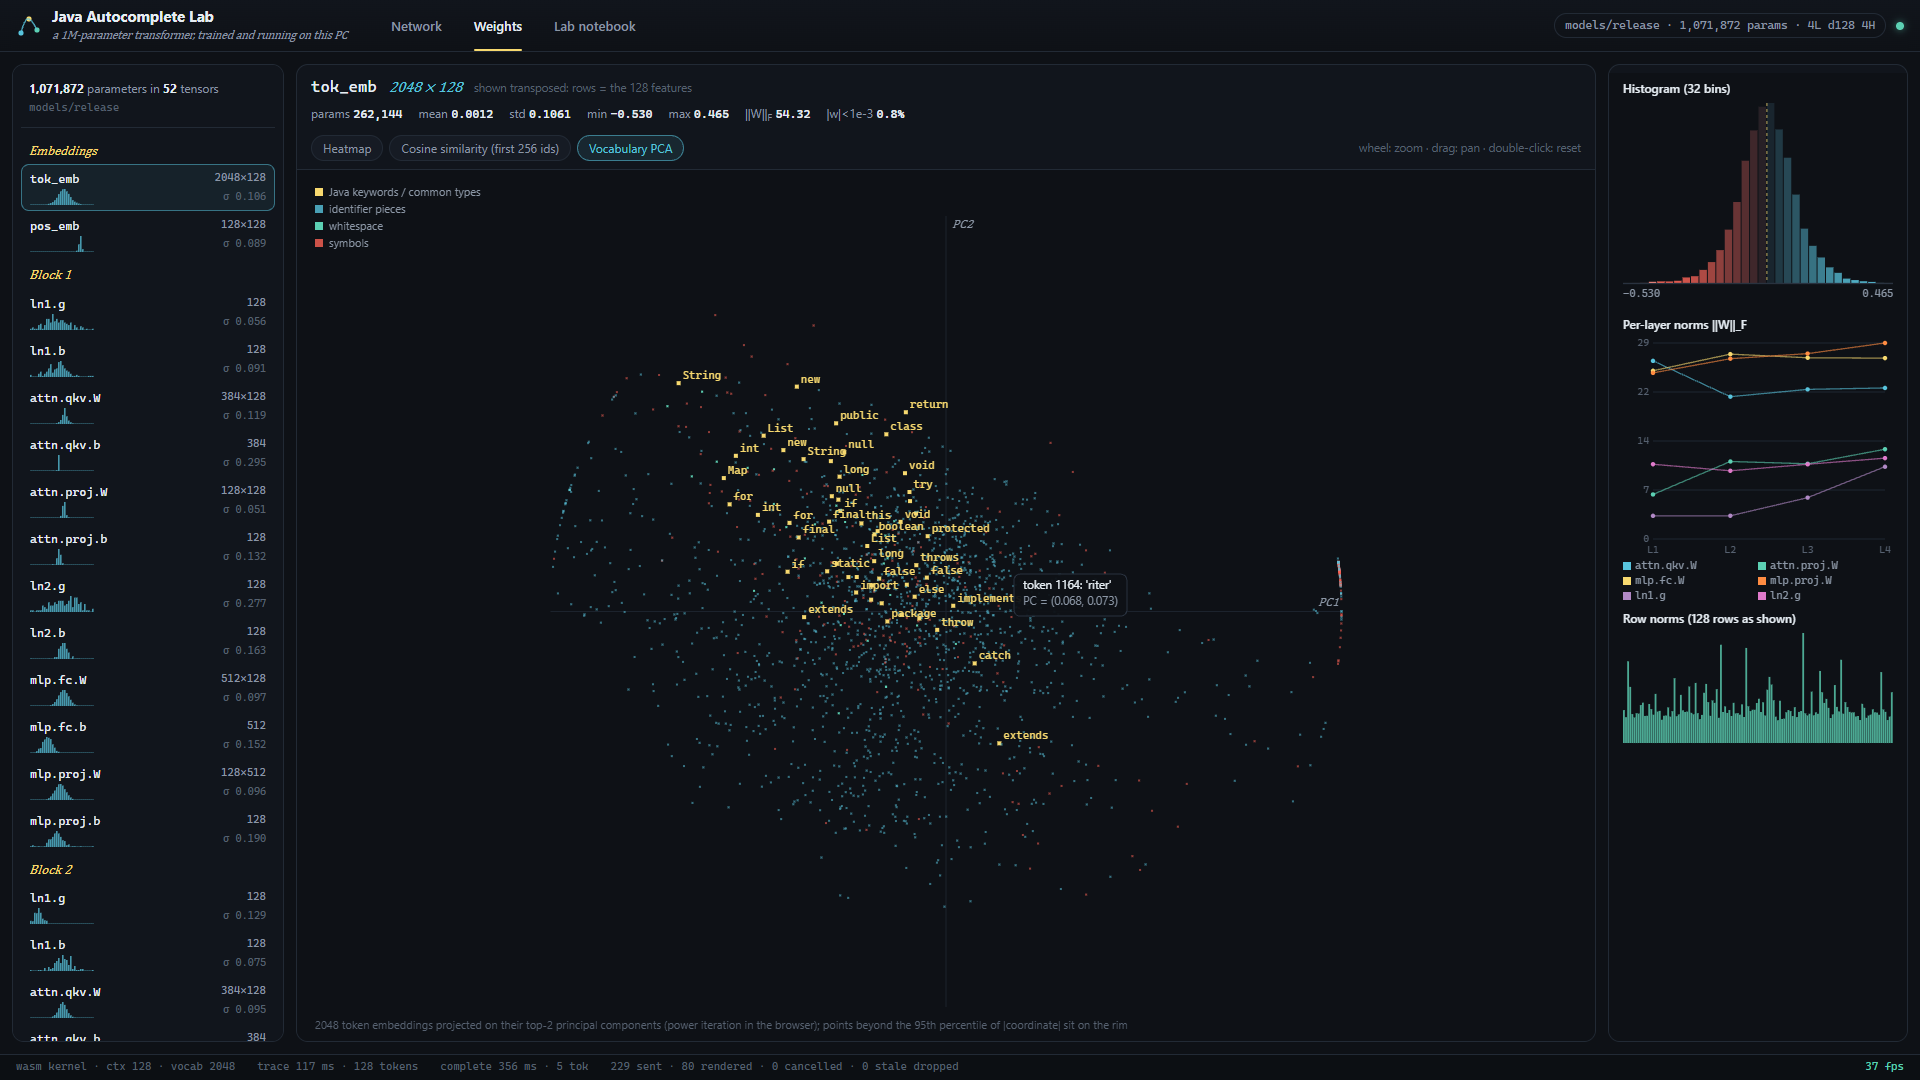 Java Autocomplete Lab
a 1M-parameter transformer, trained and running on this PC
Network
Weights
Lab notebook
models/release · 1,071,872 params · 4L d128 4H
1,071,872 parameters in 52 tensors
models/release
Embeddings
tok_emb 2048×128
σ 0.106
pos_emb 128×128
σ 0.089
Block 1
ln1.g 128
σ 0.056
ln1.b 128
σ 0.091
attn.qkv.W 384×128
σ 0.119
attn.qkv.b 384
σ 0.295
attn.proj.W 128×128
σ 0.051
attn.proj.b 128
σ 0.132
ln2.g 128
σ 0.277
ln2.b 128
σ 0.163
mlp.fc.W 512×128
σ 0.097
mlp.fc.b 512
σ 0.152
mlp.proj.W 128×512
σ 0.096
mlp.proj.b 128
σ 0.190
Block 2
ln1.g 128
σ 0.129
ln1.b 128
σ 0.075
attn.qkv.W 384×128
σ 0.095
attn.qkv.b 384
tok_emb 2048 × 128 shown transposed: rows = the 128 features
params 262,144 mean 0.0012 std 0.1061 min −0.530 max 0.465 ||W||F 54.32 |w|<1e-3 0.8%
Heatmap
Cosine similarity (first 256 ids)
Vocabulary PCA
wheel: zoom · drag: pan · double-click: reset
Java keywords / common types
identifier pieces
whitespace
symbols
PC2
String
new
return
public
List
class
new
null
int
String
void
Map
long
try
null
for
if
int
for
final
this
void
final
boolean
protected
List
long
throws
if
static
false
false
import
else
implement
extends
package
throw
catch
extends
PC1
token 1164: 'riter'
PC = (0.068, 0.073)
2048 token embeddings projected on their top-2 principal components (power iteration in the browser); points beyond the 95th percentile of |coordinate| sit on the rim
Histogram (32 bins)
−0.530 0.465
Per-layer norms ||W||_F
29
22
14
7
0
L1 L2 L3 L4
attn.qkv.W attn.proj.W
mlp.fc.W mlp.proj.W
ln1.g ln2.g
Row norms (128 rows as shown)
wasm kernel · ctx 128 · vocab 2048 trace 117 ms · 128 tokens complete 356 ms · 5 tok 229 sent · 80 rendered · 0 cancelled · 0 stale dropped
37 fps